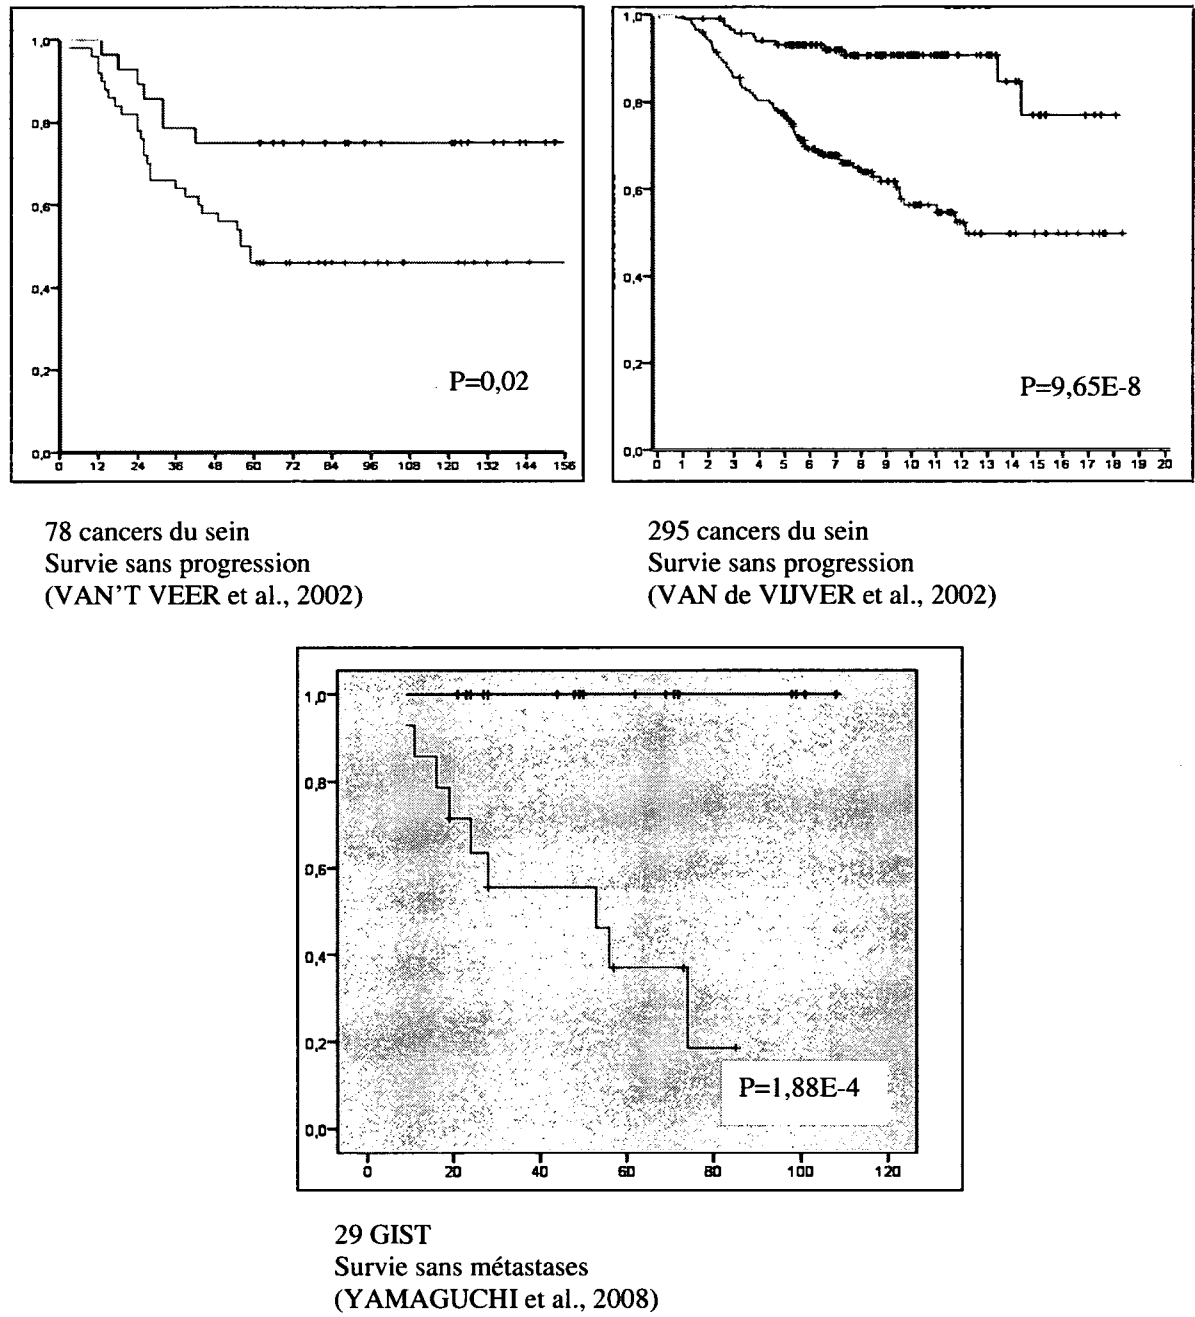 1,0
0,8
0,6
0,4
0,2
0,0
0 12 24 36 48 60 72 84 96 108 120 132 144 156
P=0,02
1,0
0,8
0,6
0,4
0,2
0,0
0 1 2 3 4 5 6 7 8 9 10 11 12 13 14 15 16 17 18 19 20
P=9,65E-8
78 cancers du sein
Survie sans progression
(VAN'T VEER et al., 2002)
295 cancers du sein
Survie sans progression
(VAN de VIJVER et al., 2002)
1,0
0,8
0,6
0,4
0,2
0,0
0 20 40 60 80 100 120
P=1,88E-4
29 GIST
Survie sans métastases
(YAMAGUCHI et al., 2008)